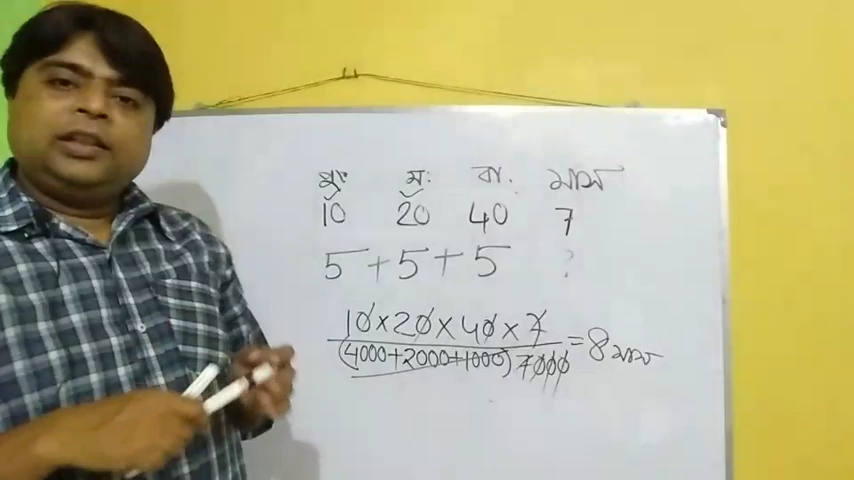 পুঃ মঃ বা. মাস
10 20 40 7
5 + 5 + 5 ?
10×20×40×7
(4000+2000+1000) 7000 = 8 মাস